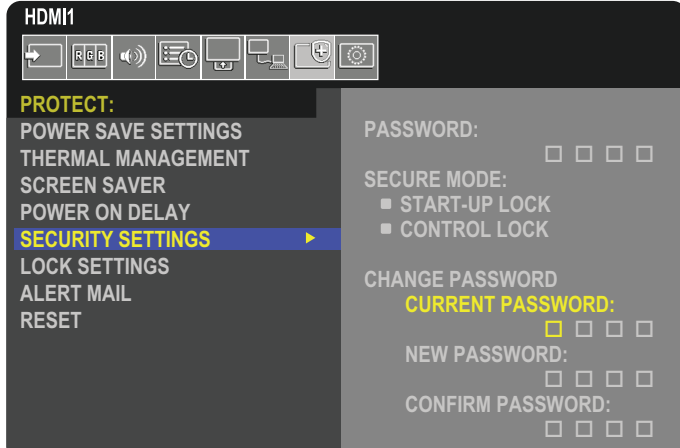 HDMI1
RGB
PROTECT:
POWER SAVE SETTINGS
THERMAL MANAGEMENT
SCREEN SAVER
POWER ON DELAY
SECURITY SETTINGS
LOCK SETTINGS
ALERT MAIL
RESET
PASSWORD:
SECURE MODE:
START-UP LOCK
CONTROL LOCK
CHANGE PASSWORD
CURRENT PASSWORD:
NEW PASSWORD:
CONFIRM PASSWORD: